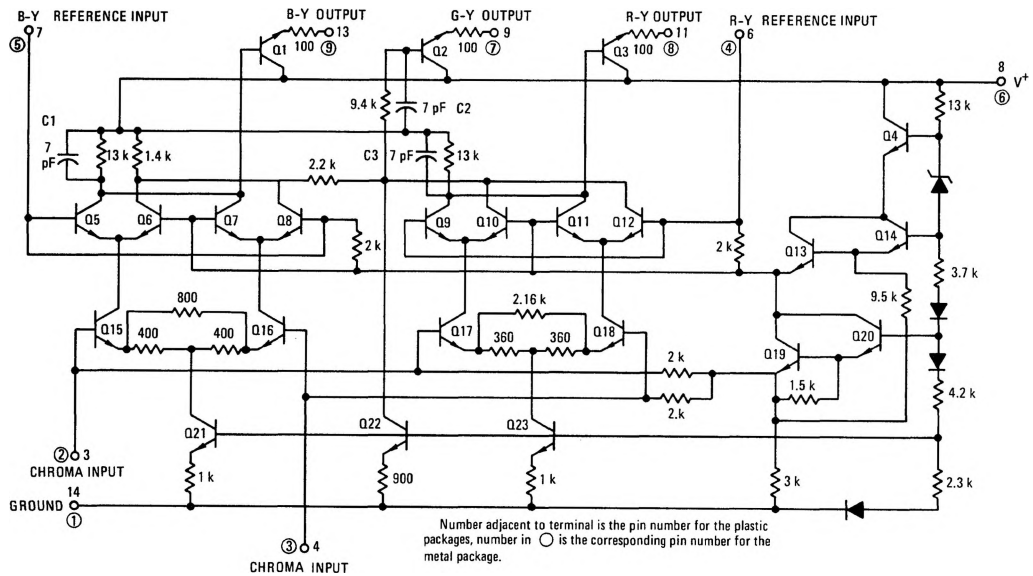 B-Y REFERENCE INPUT
7
⑤
B-Y OUTPUT
100
13
⑨
Q1
G-Y OUTPUT
9
100
⑦
Q2
R-Y OUTPUT
11
100
⑧
Q3
R-Y REFERENCE INPUT
6
④
8
V+
⑥
C1
7
pF
13 k
1.4 k
9.4 k
7 pF C2
C3 7 pF
13 k
2.2 k
13 k
Q4
Q5
Q6
Q7
Q8
2 k
Q9
Q10
Q11
Q12
2 k
Q13
Q14
3.7 k
9.5 k
800
Q15
400
400
Q16
2.16 k
Q17
360
360
Q18
2 k
2.k
Q19
Q20
1.5 k
4.2 k
Q21
Q22
Q23
1 k
900
1 k
3 k
2.3 k
② 3
CHROMA INPUT
14
GROUND
①
③ 4
CHROMA INPUT
Number adjacent to terminal is the pin number for the plastic
packages, number in ○ is the corresponding pin number for the
metal package.